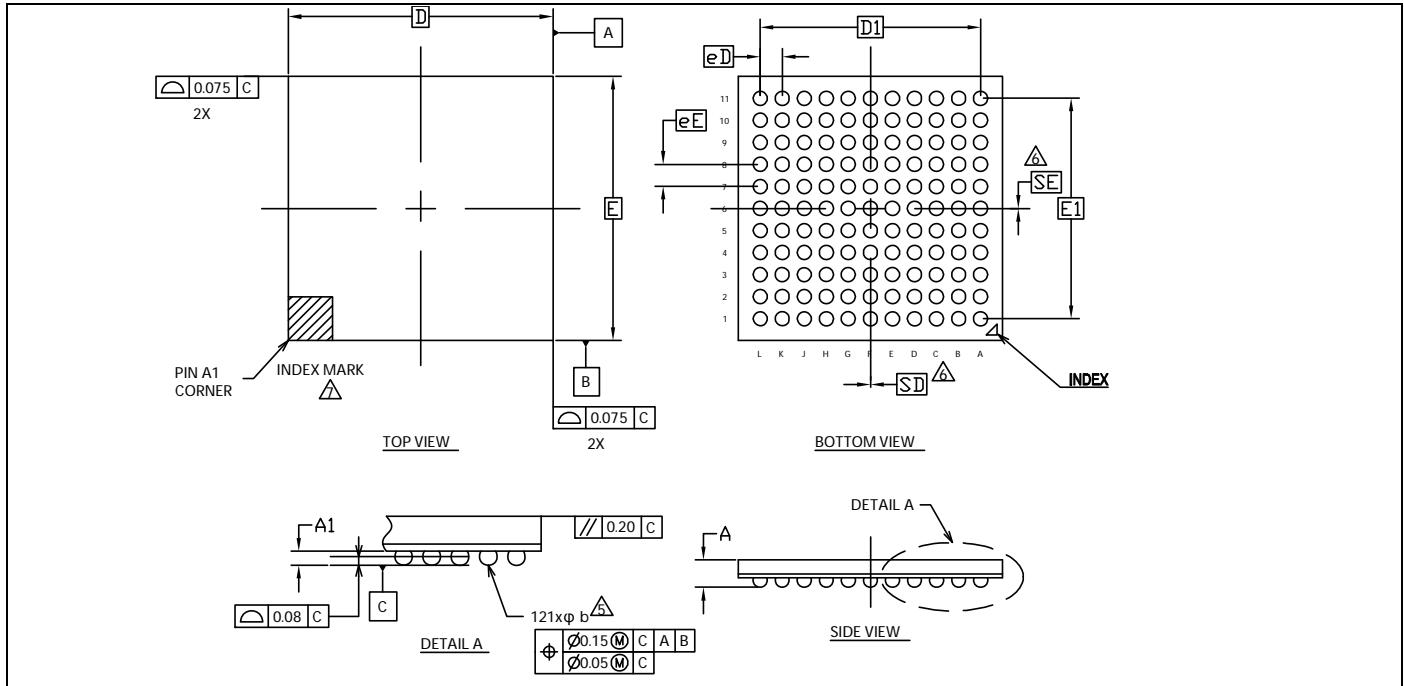 D
A
0.075 C
2X
E
PIN A1
CORNER
INDEX MARK
7
B
0.075 C
2X
TOP VIEW
D1
eD
eE
11
10
9
8
7
6
5
4
3
2
1
6
SE
E1
L K J H G F E D C B A
SD
6
INDEX
BOTTOM VIEW
A1
// 0.20 C
0.08 C
C
121xφ b
5
⌖ Ø0.15 Ⓜ C A B
Ø0.05 Ⓜ C
DETAIL A
DETAIL A
A
SIDE VIEW